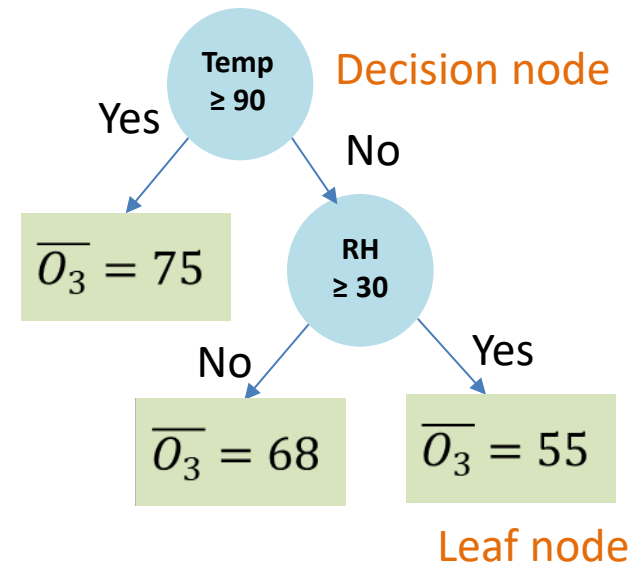 Temp
≥ 90
Decision node
Yes
No
O₃̅ = 75
RH
≥ 30
No
Yes
O₃̅ = 68
O₃̅ = 55
Leaf node